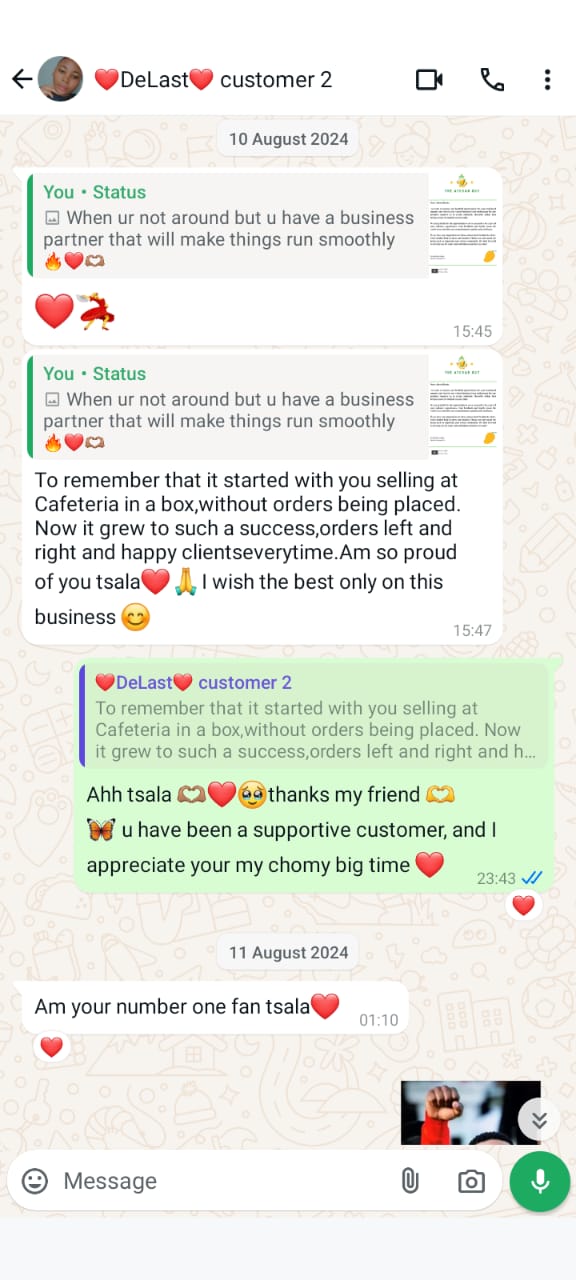 ❤️DeLast❤️ customer 2
10 August 2024
You • Status
When ur not around but u have a business
partner that will make things run smoothly
🔥❤️🫶🏽
❤️💃
15:45
You • Status
When ur not around but u have a business
partner that will make things run smoothly
🔥❤️🫶🏽
To remember that it started with you selling at
Cafeteria in a box,without orders being placed.
Now it grew to such a success,orders left and
right and happy clientseverytime.Am so proud
of you tsala❤️🙏I wish the best only on this
business 😊
15:47
❤️DeLast❤️ customer 2
To remember that it started with you selling at
Cafeteria in a box,without orders being placed. Now
it grew to such a success,orders left and right and h...
Ahh tsala 🫶🏽❤️🥹thanks my friend 🫶
🦋 u have been a supportive customer, and I
appreciate your my chomy big time ❤️
23:43
❤️
11 August 2024
Am your number one fan tsala❤️
01:10
❤️
Message